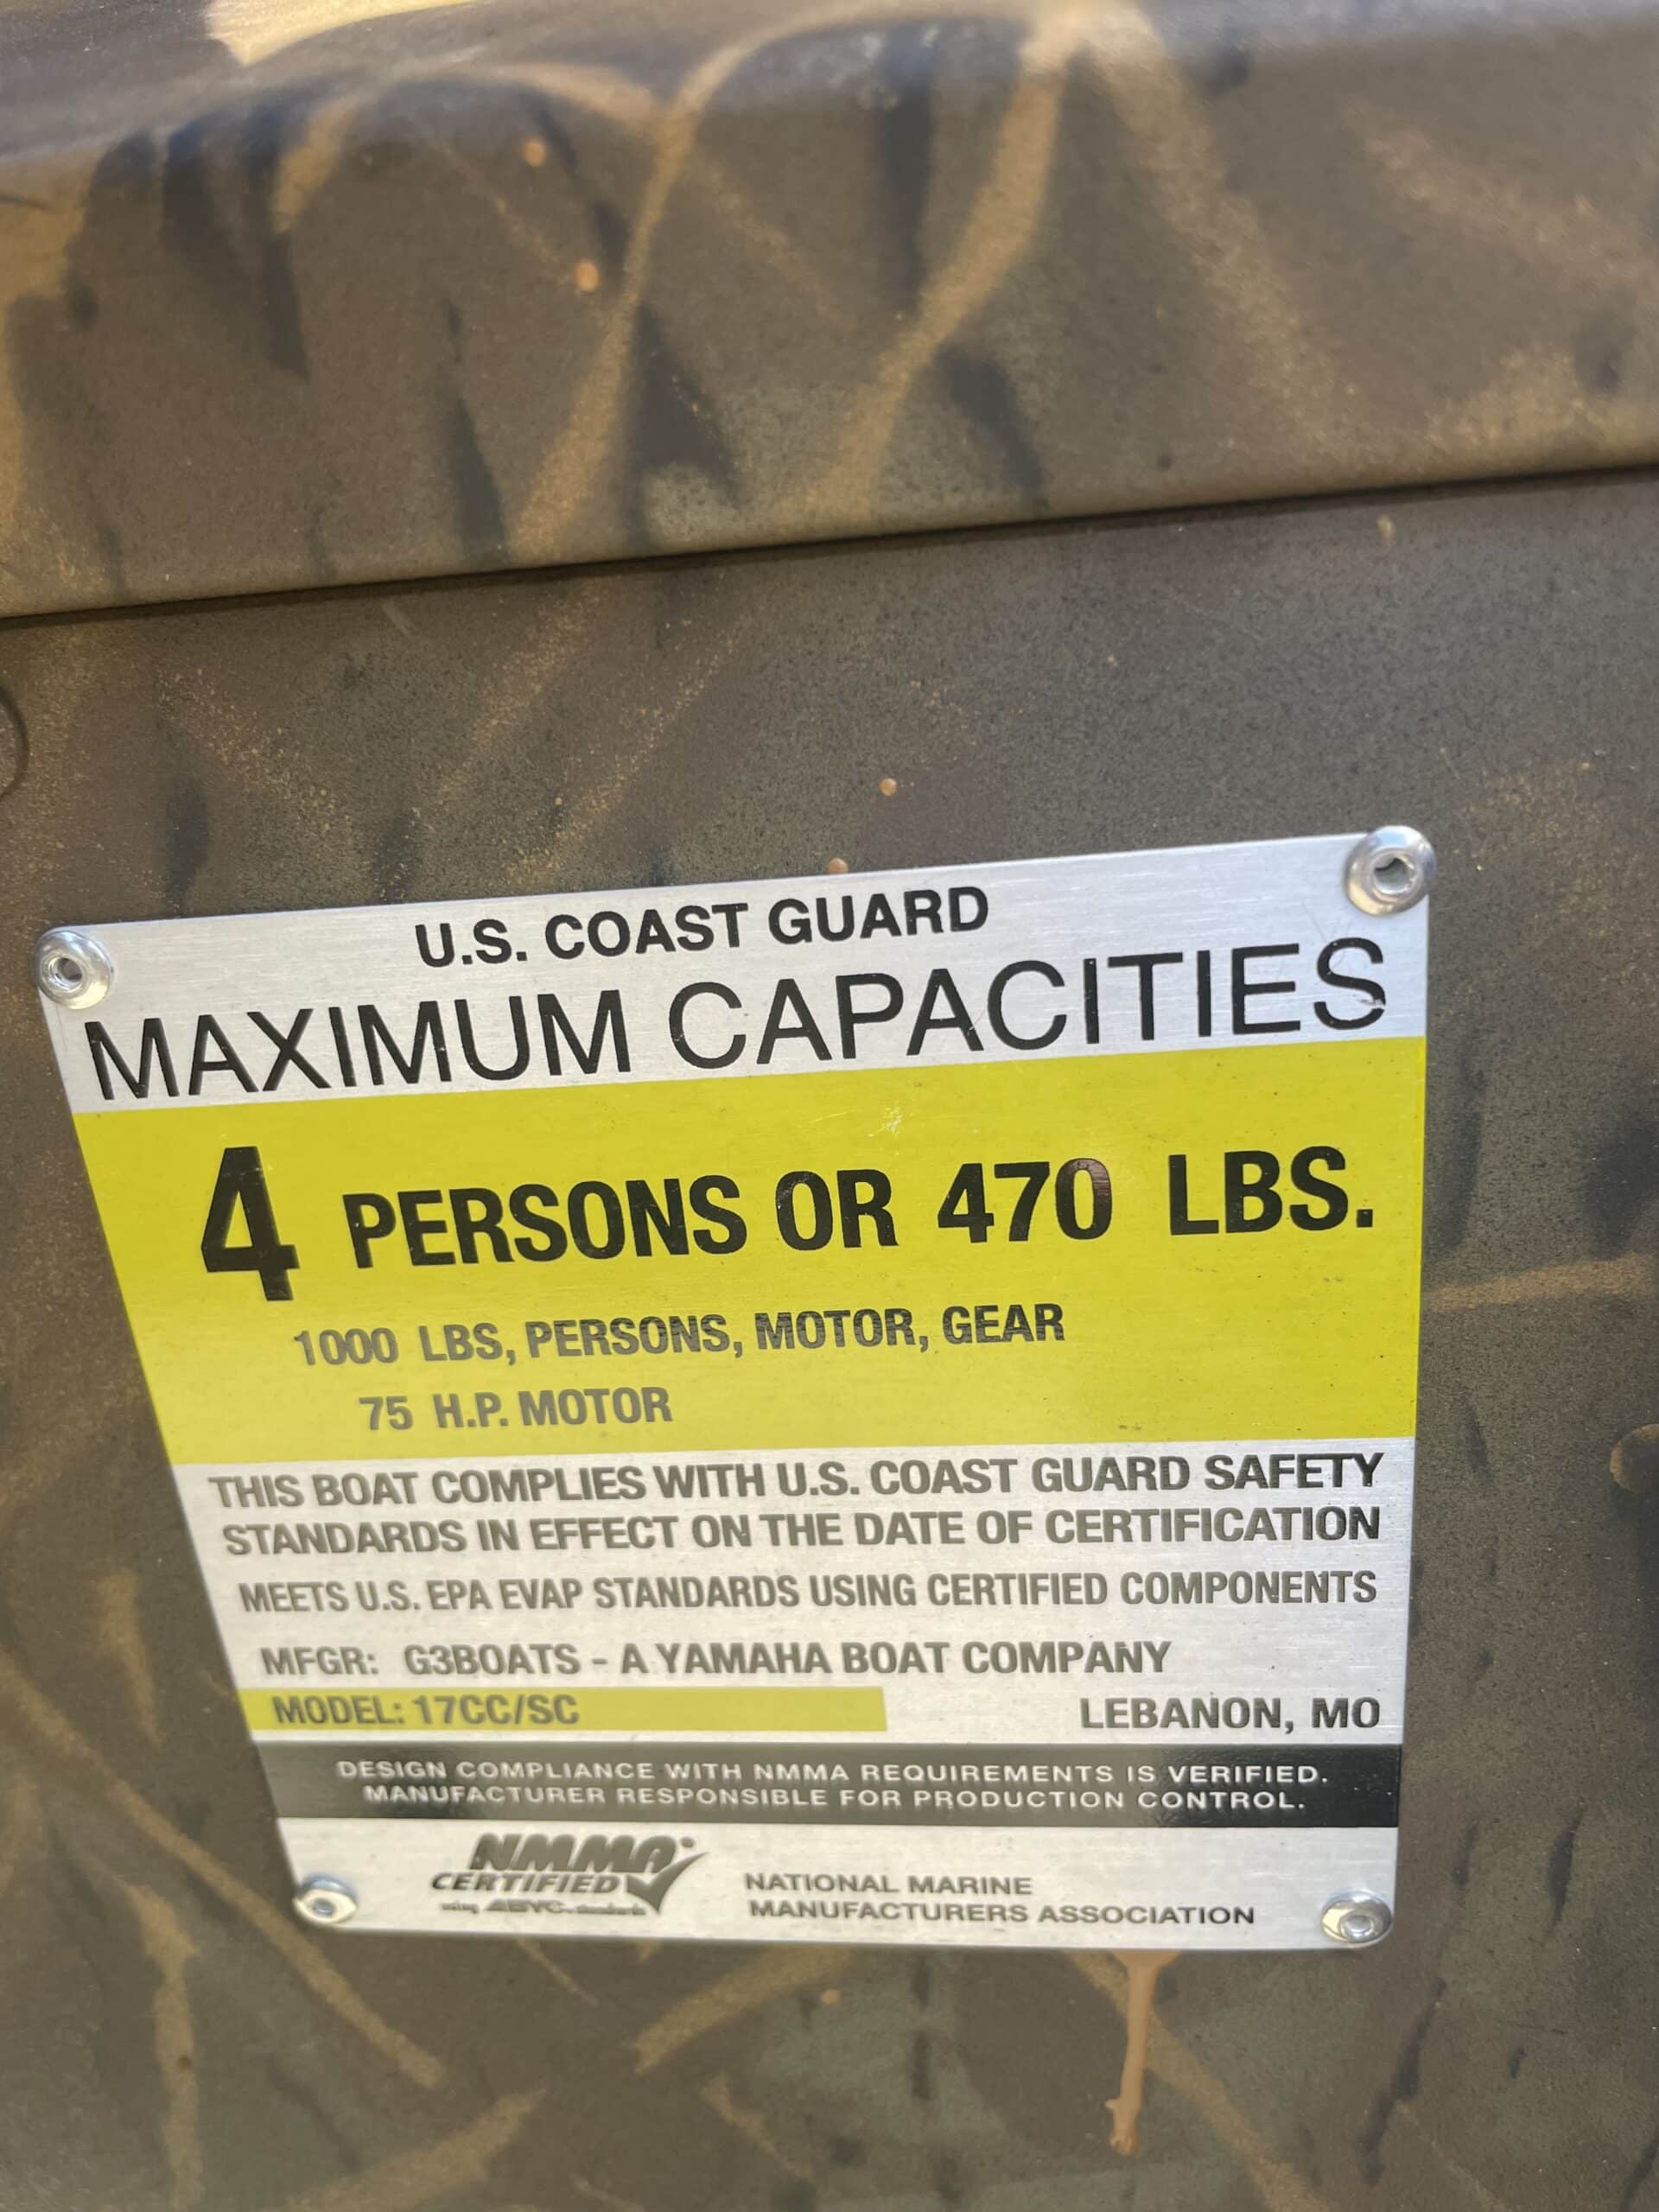 U.S. COAST GUARD
MAXIMUM CAPACITIES
4 PERSONS OR 470 LBS.
1000 LBS, PERSONS, MOTOR, GEAR
75 H.P. MOTOR
THIS BOAT COMPLIES WITH U.S. COAST GUARD SAFETY
STANDARDS IN EFFECT ON THE DATE OF CERTIFICATION
MEETS U.S. EPA EVAP STANDARDS USING CERTIFIED COMPONENTS
MFGR: G3BOATS - A YAMAHA BOAT COMPANY
MODEL: 17CC/SC LEBANON, MO
DESIGN COMPLIANCE WITH NMMA REQUIREMENTS IS VERIFIED.
MANUFACTURER RESPONSIBLE FOR PRODUCTION CONTROL.
NMMA
CERTIFIED
using ABYC standards
NATIONAL MARINE
MANUFACTURERS ASSOCIATION